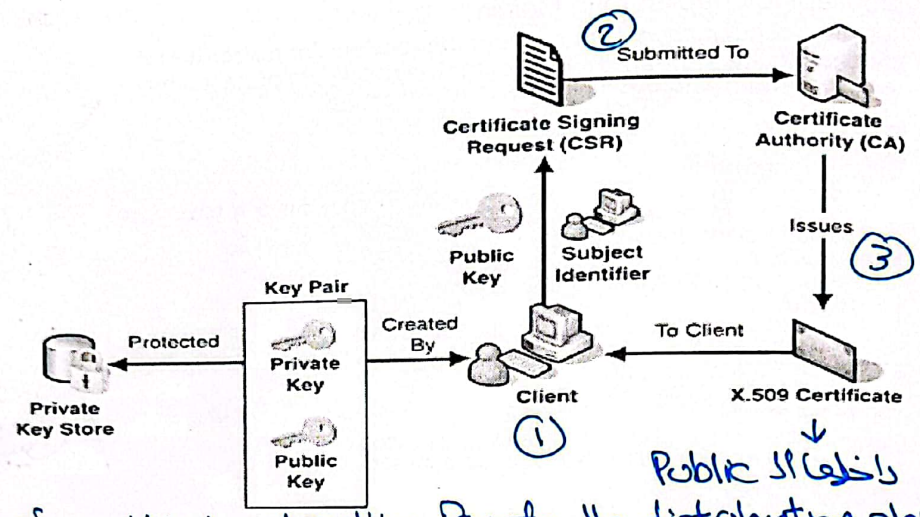 ②
Submitted To
Certificate Signing
Request (CSR)
Certificate
Authority (CA)
Issues
③
Public
Key
Subject
Identifier
Key Pair
Protected
Private
Key
Created
By
To Client
Private
Key Store
Public
Key
Client
①
X.509 Certificate
↓
داخلها ال Public